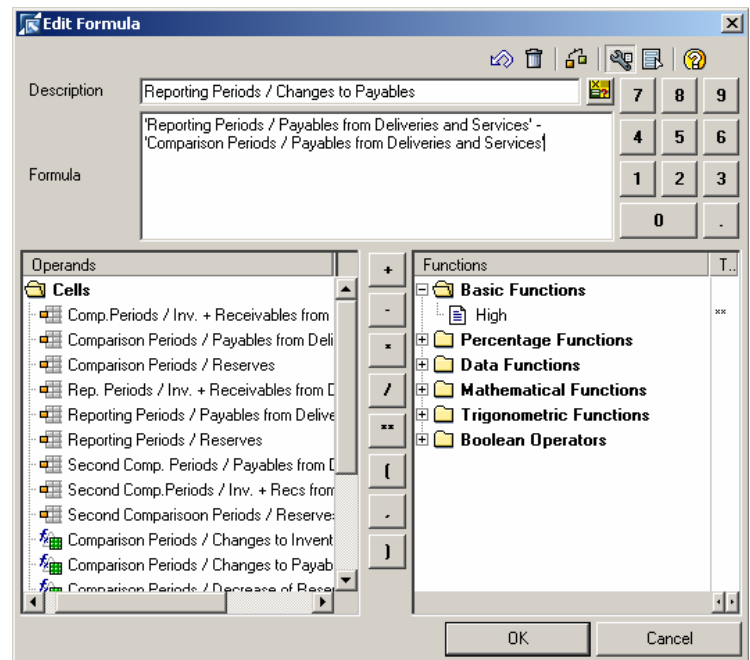 Edit Formula
Description
Reporting Periods / Changes to Payables
7 8 9
'Reporting Periods / Payables from Deliveries and Services' -
'Comparison Periods / Payables from Deliveries and Services'
4 5 6
Formula
1 2 3
0 .
Operands
Cells
Comp.Periods / Inv. + Receivables from
Comparison Periods / Payables from Deli
Comparison Periods / Reserves
Rep. Periods / Inv. + Receivables from D
Reporting Periods / Payables from Delive
Reporting Periods / Reserves
Second Comp. Periods / Payables from D
Second Comp.Periods / Inv. + Recs from
Second Comparisoon Periods / Reserve
Comparison Periods / Changes to Invent
Comparison Periods / Changes to Payab
Comparison Periods / Decrease of Rese
+
-
*
/
**
(
,
)
Functions T..
Basic Functions
High **
Percentage Functions
Data Functions
Mathematical Functions
Trigonometric Functions
Boolean Operators
OK Cancel